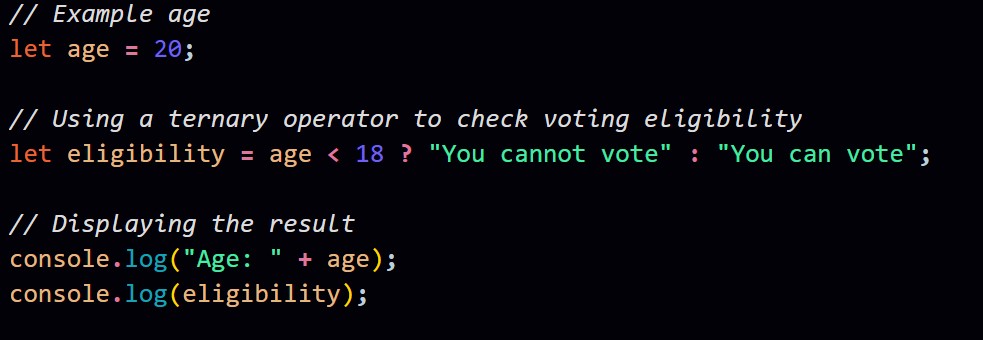 // Example age
let age = 20;
// Using a ternary operator to check voting eligibility
let eligibility = age < 18 ? "You cannot vote" : "You can vote";
// Displaying the result
console.log("Age: " + age);
console.log(eligibility);